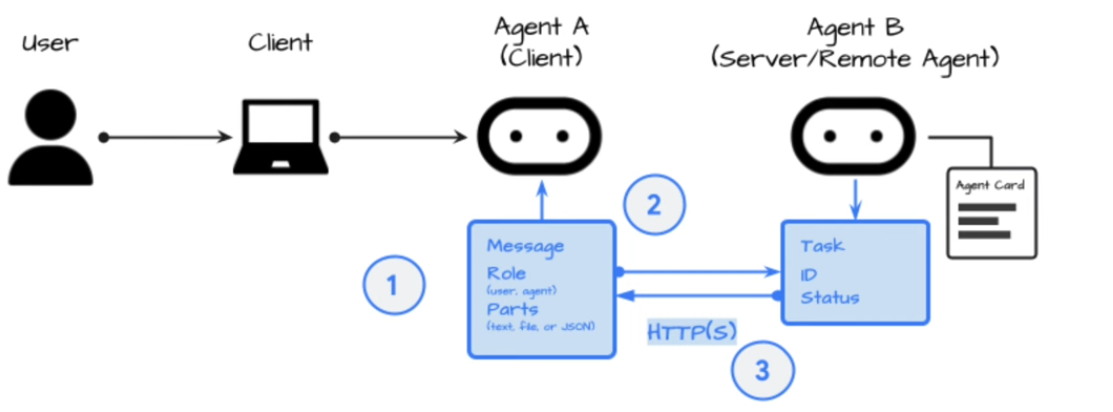 User
Client
Agent A
(Client)
Agent B
(Server/Remote Agent)
Agent Card
1
2
Message
Role
(user, agent)
Parts
(text, file, or JSON)
Task
ID
Status
HTTP(S)
3